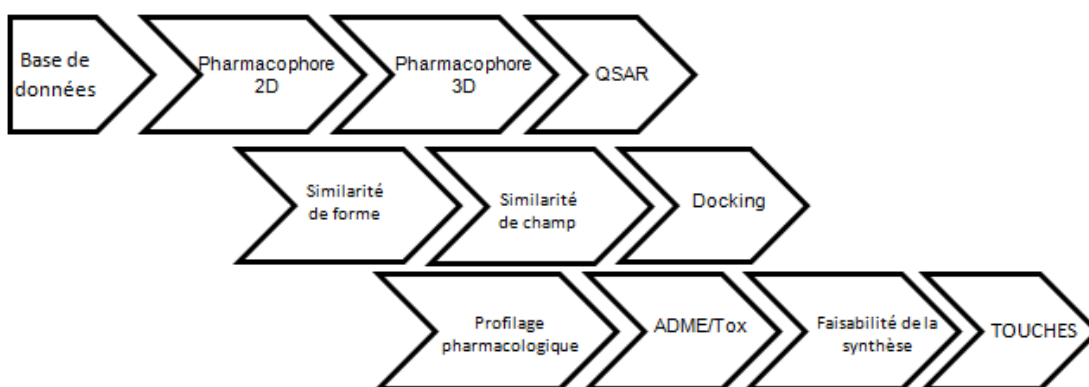 Base de
données
Pharmacophore
2D
Pharmacophore
3D
QSAR
Similarité
de forme
Similarité
de champ
Docking
Profilage
pharmacologique
ADME/Tox
Faisabilité de la
synthèse
TOUCHES